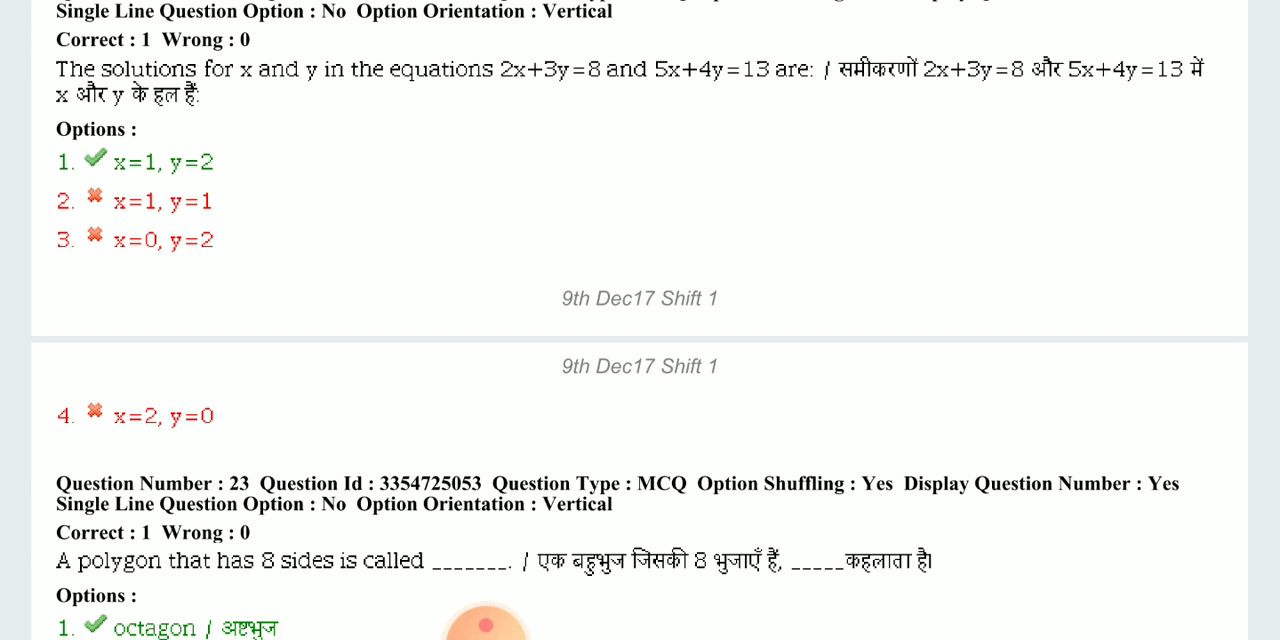 Single Line Question Option : No Option Orientation : Vertical
Correct : 1 Wrong : 0
The solutions for x and y in the equations 2x+3y=8 and 5x+4y=13 are: / समीकरणों 2x+3y=8 और 5x+4y=13 में
x और y के हल हैं:
Options :
1. x=1, y=2
2. x=1, y=1
3. x=0, y=2
9th Dec17 Shift 1
9th Dec17 Shift 1
4. x=2, y=0
Question Number : 23 Question Id : 3354725053 Question Type : MCQ Option Shuffling : Yes Display Question Number : Yes
Single Line Question Option : No Option Orientation : Vertical
Correct : 1 Wrong : 0
A polygon that has 8 sides is called _______. / एक बहुभुज जिसकी 8 भुजाएँ हैं, _____कहलाता है।
Options :
1. octagon / अष्टभुज